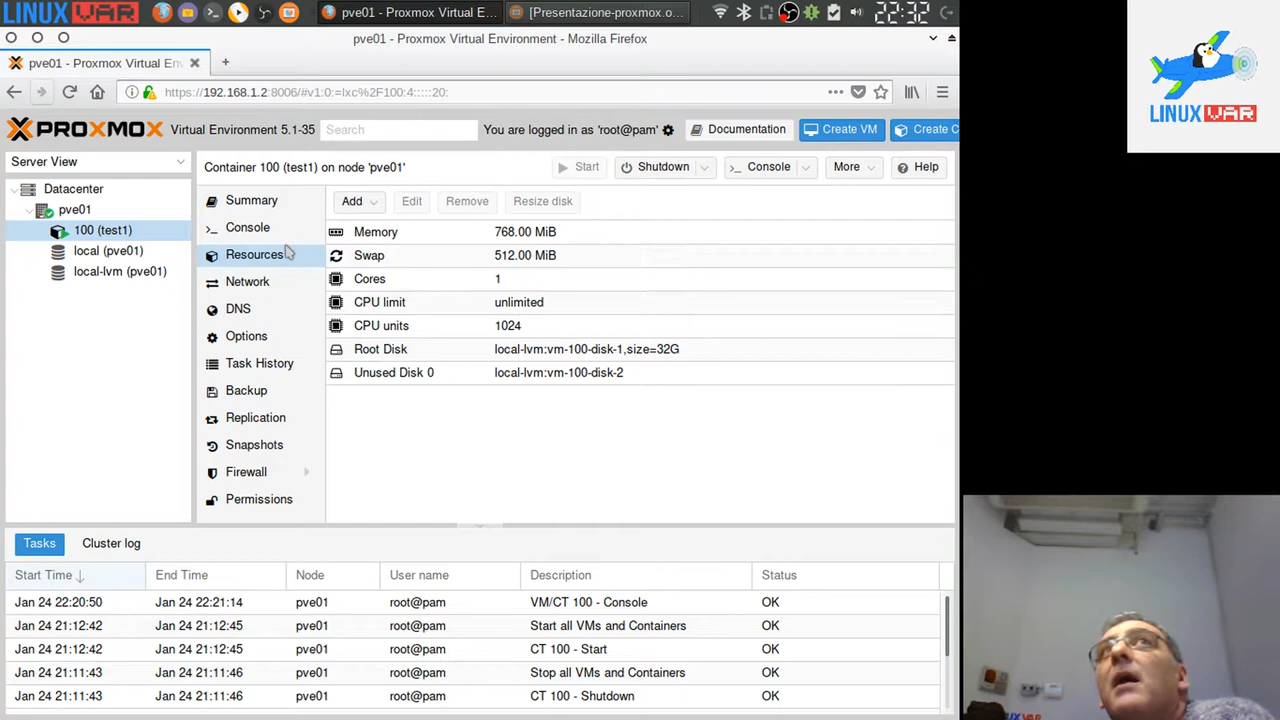 LINUX VAR
pve01 - Proxmox Virtual E...
[Presentazione-proxmox.o...
22:32
pve01 - Proxmox Virtual Environment - Mozilla Firefox
pve01 - Proxmox Virtual En
https://192.168.1.2:8006/#v1:0:=lxc%2F100:4:::::20:
PROXMOX Virtual Environment 5.1-35
Search
You are logged in as 'root@pam'
Documentation
Create VM
Create C
Server View
Container 100 (test1) on node 'pve01'
Start
Shutdown
Console
More
Help
Datacenter
pve01
100 (test1)
local (pve01)
local-lvm (pve01)
Summary
Console
Resources
Network
DNS
Options
Task History
Backup
Replication
Snapshots
Firewall
Permissions
Add
Edit
Remove
Resize disk
Memory 768.00 MiB
Swap 512.00 MiB
Cores 1
CPU limit unlimited
CPU units 1024
Root Disk local-lvm:vm-100-disk-1,size=32G
Unused Disk 0 local-lvm:vm-100-disk-2
Tasks
Cluster log
Start Time End Time Node User name Description Status
Jan 24 22:20:50 Jan 24 22:21:14 pve01 root@pam VM/CT 100 - Console OK
Jan 24 21:12:42 Jan 24 21:12:45 pve01 root@pam Start all VMs and Containers OK
Jan 24 21:12:42 Jan 24 21:12:45 pve01 root@pam CT 100 - Start OK
Jan 24 21:11:43 Jan 24 21:11:46 pve01 root@pam Stop all VMs and Containers OK
Jan 24 21:11:43 Jan 24 21:11:46 pve01 root@pam CT 100 - Shutdown OK
LINUX VAR
LINUX VAR